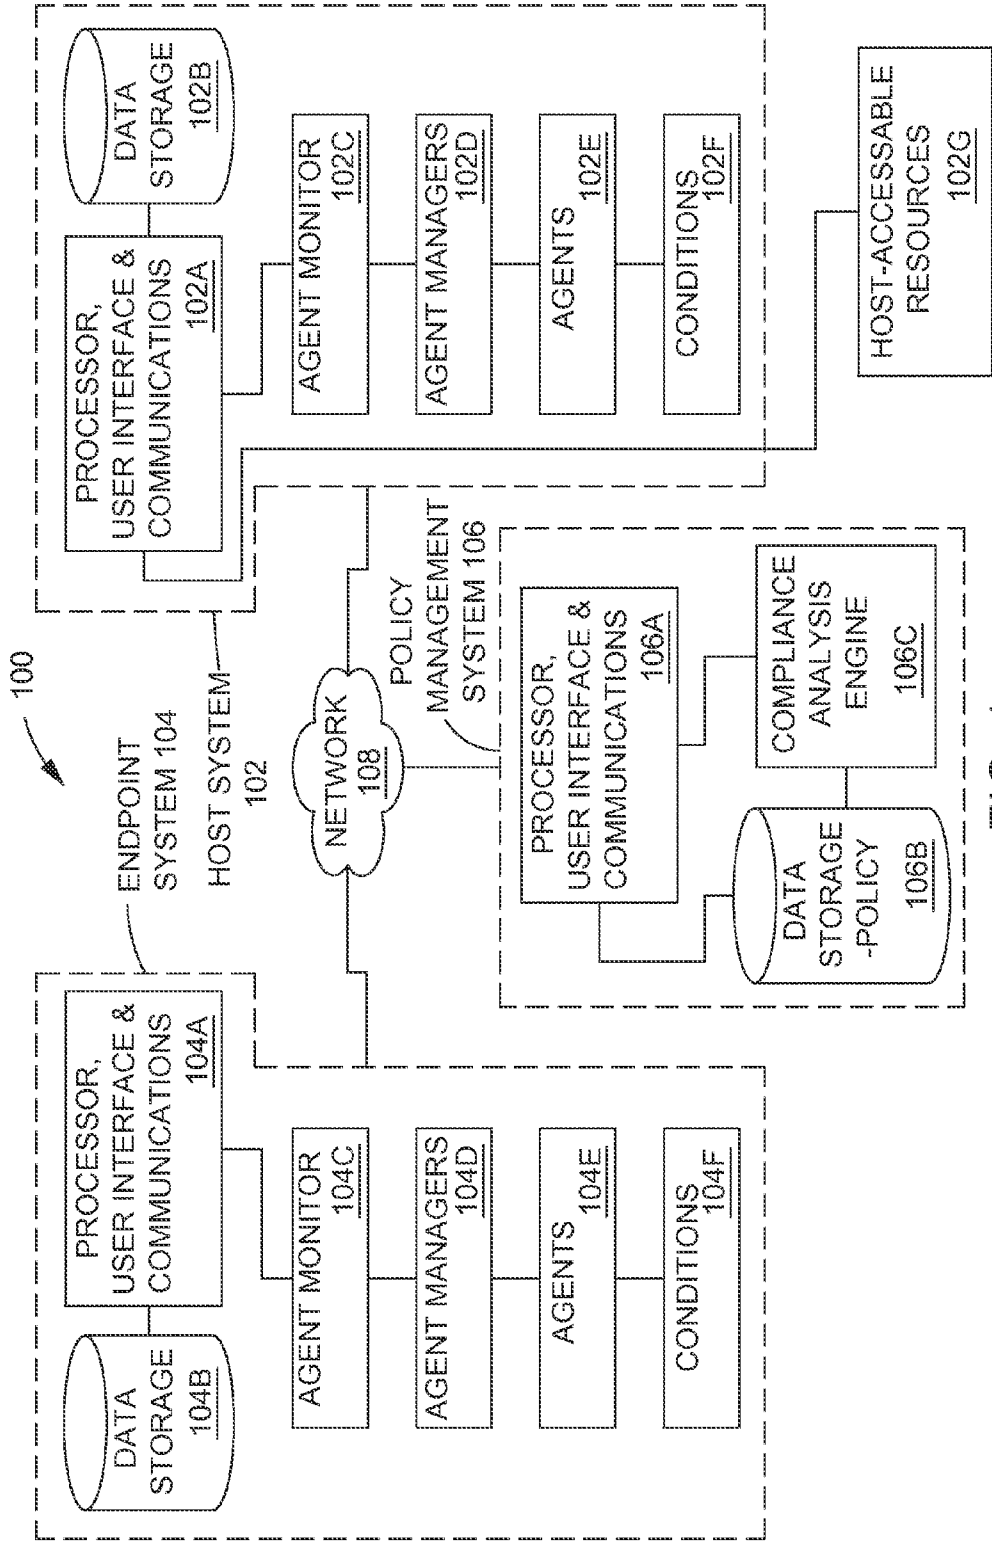 100
ENDPOINT
SYSTEM 104
HOST SYSTEM
102
DATA
STORAGE
104B
PROCESSOR,
USER INTERFACE &
COMMUNICATIONS
104A
AGENT MONITOR
104C
AGENT MANAGERS
104D
AGENTS
104E
CONDITIONS
104F
NETWORK
108
PROCESSOR,
USER INTERFACE &
COMMUNICATIONS
102A
DATA
STORAGE
102B
AGENT MONITOR
102C
AGENT MANAGERS
102D
AGENTS
102E
CONDITIONS
102F
HOST-ACCESSABLE
RESOURCES
102G
POLICY
MANAGEMENT
SYSTEM 106
PROCESSOR,
USER INTERFACE &
COMMUNICATIONS
106A
DATA
STORAGE
-POLICY
106B
COMPLIANCE
ANALYSIS
ENGINE
106C